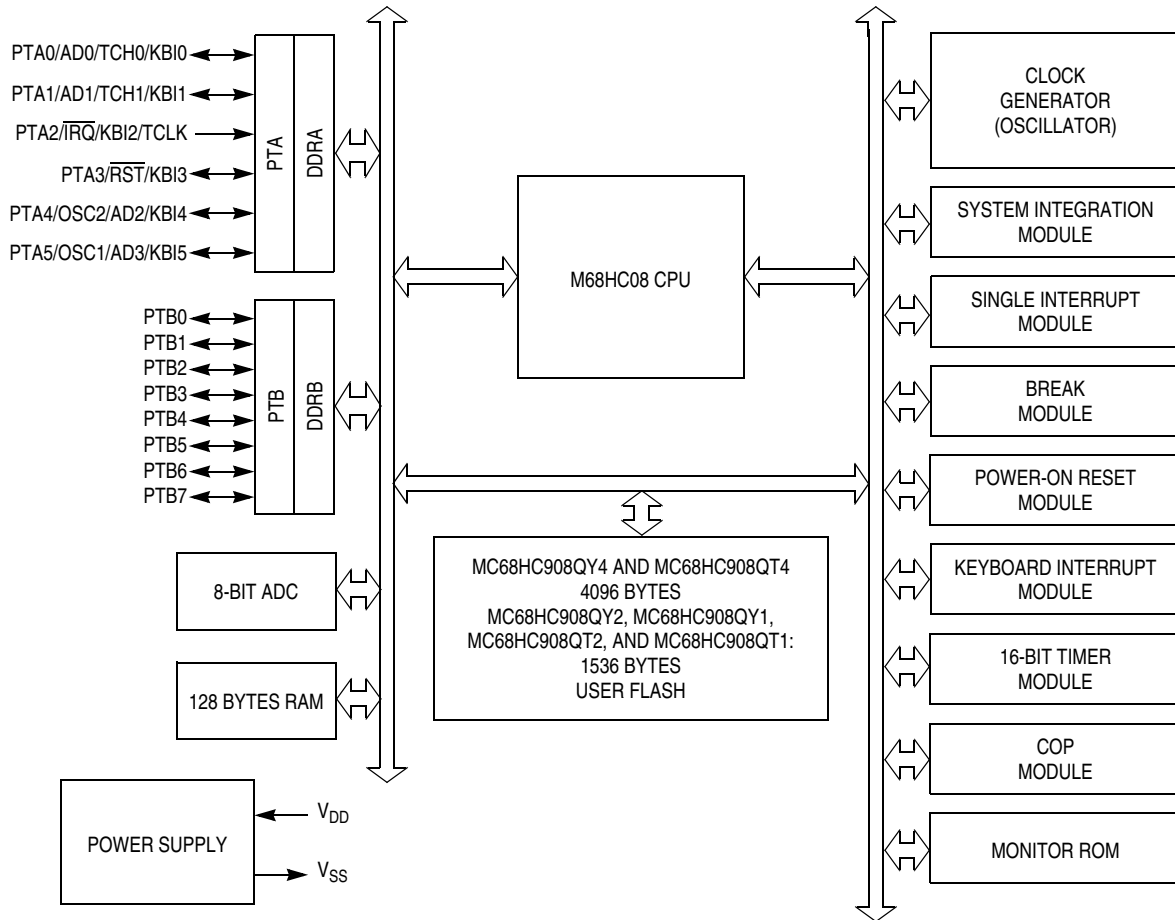 PTA0/AD0/TCH0/KBI0
PTA1/AD1/TCH1/KBI1
PTA2/I̅R̅Q̅/KBI2/TCLK
PTA3/R̅S̅T̅/KBI3
PTA4/OSC2/AD2/KBI4
PTA5/OSC1/AD3/KBI5
PTA
DDRA
PTB0
PTB1
PTB2
PTB3
PTB4
PTB5
PTB6
PTB7
PTB
DDRB
8-BIT ADC
128 BYTES RAM
POWER SUPPLY
VDD
VSS
M68HC08 CPU
MC68HC908QY4 AND MC68HC908QT4
4096 BYTES
MC68HC908QY2, MC68HC908QY1,
MC68HC908QT2, AND MC68HC908QT1:
1536 BYTES
USER FLASH
CLOCK
GENERATOR
(OSCILLATOR)
SYSTEM INTEGRATION
MODULE
SINGLE INTERRUPT
MODULE
BREAK
MODULE
POWER-ON RESET
MODULE
KEYBOARD INTERRUPT
MODULE
16-BIT TIMER
MODULE
COP
MODULE
MONITOR ROM